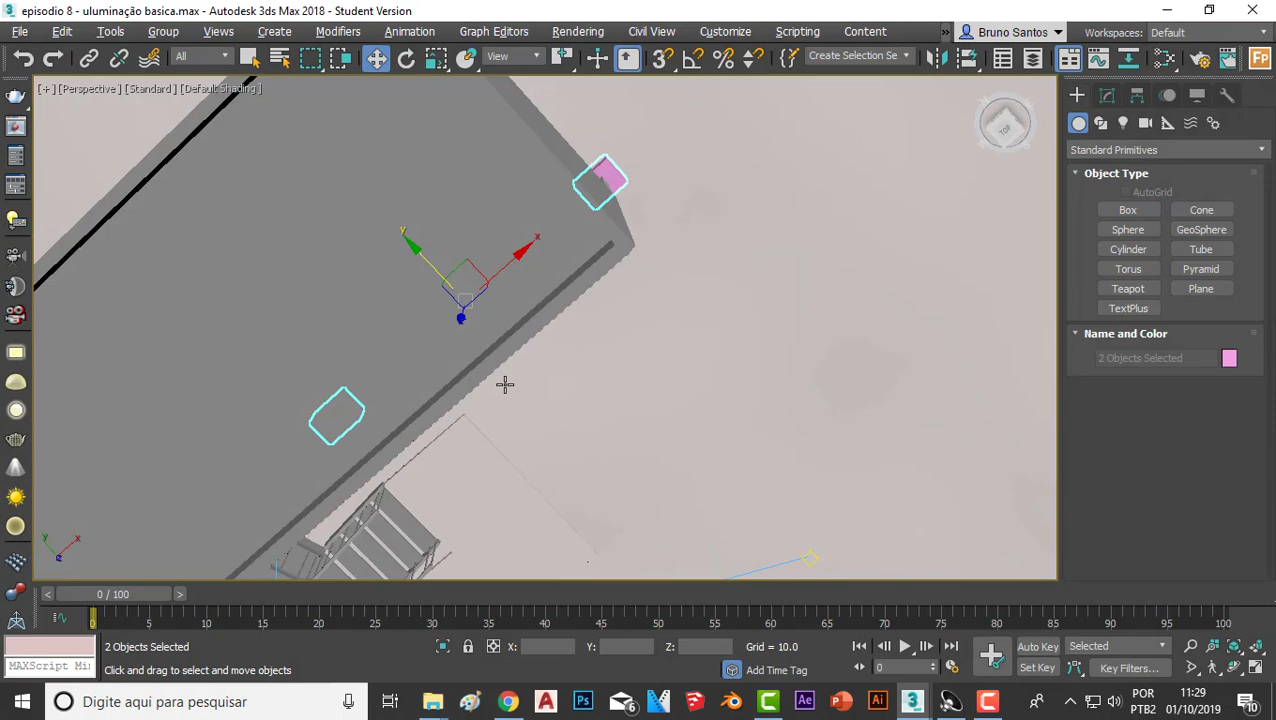 episodio 8 - uluminação basica.max - Autodesk 3ds Max 2018 - Student Version
File Edit Tools Group Views Create Modifiers Animation Graph Editors Rendering Civil View Customize Scripting Content » Bruno Santos Workspaces: Default
All View Create Selection Se
[+] [Perspective] [Standard] [Default Shading]
TOP
Standard Primitives
Object Type
AutoGrid
Box Cone
Sphere GeoSphere
Cylinder Tube
Torus Pyramid
Teapot Plane
TextPlus
Name and Color
2 Objects Selected
y x
y x
< 0 / 100 >
0 5 10 15 20 25 30 35 40 45 50 55 60 65 70 75 80 85 90 95 100
2 Objects Selected X: Y: Z: Grid = 10.0 Auto Key Selected
MAXScript Mi
Click and drag to select and move objects Add Time Tag 0 Set Key Key Filters...
Digite aqui para pesquisar
POR 11:29
PTB2 01/10/2019
6 10